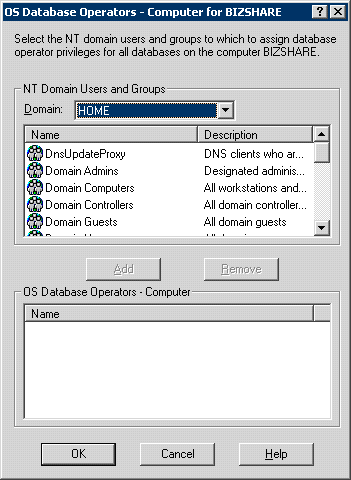 OS Database Operators - Computer for BIZSHARE
Select the NT domain users and groups to which to assign database
operator privileges for all databases on the computer BIZSHARE.
NT Domain Users and Groups
Domain: HOME
Name Description
DnsUpdateProxy DNS clients who ar...
Domain Admins Designated adminis...
Domain Computers All workstations and...
Domain Controllers All domain controller...
Domain Guests All domain guests
Add Remove
OS Database Operators - Computer
Name
OK Cancel Help